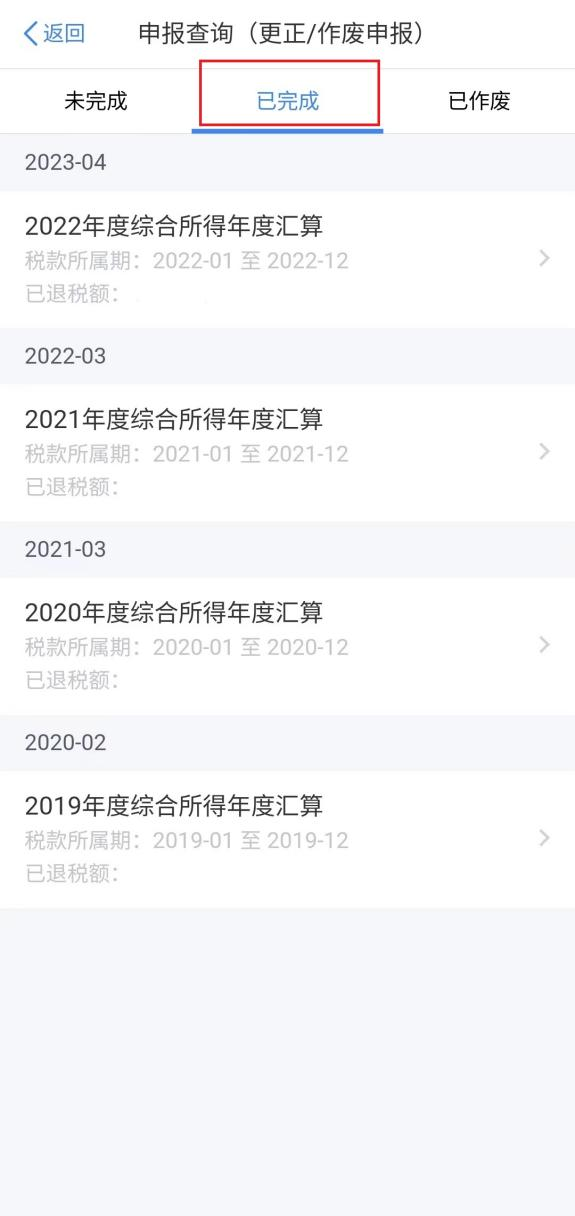 返回
申报查询（更正/作废申报）
未完成
已完成
已作废
2023-04
2022年度综合所得年度汇算
税款所属期：2022-01 至 2022-12
已退税额：
2022-03
2021年度综合所得年度汇算
税款所属期：2021-01 至 2021-12
已退税额：
2021-03
2020年度综合所得年度汇算
税款所属期：2020-01 至 2020-12
已退税额：
2020-02
2019年度综合所得年度汇算
税款所属期：2019-01 至 2019-12
已退税额：